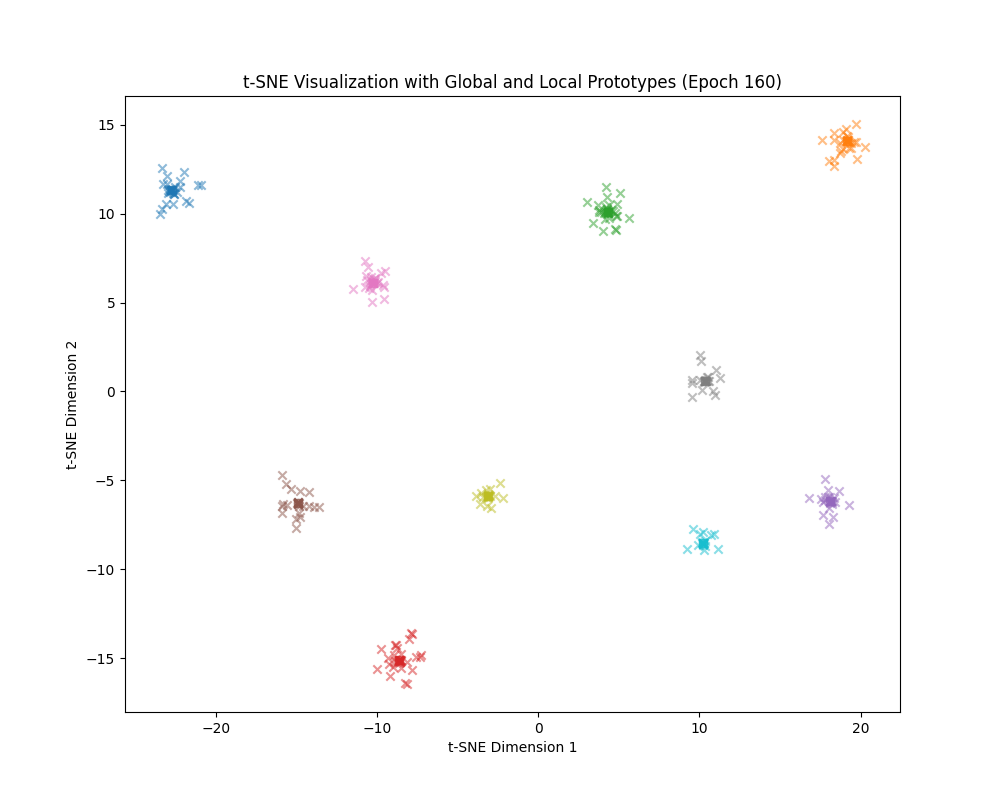 t-SNE Visualization with Global and Local Prototypes (Epoch 160)
15
10
5
0
−5
−10
−15
t-SNE Dimension 2
−20 −10 0 10 20
t-SNE Dimension 1